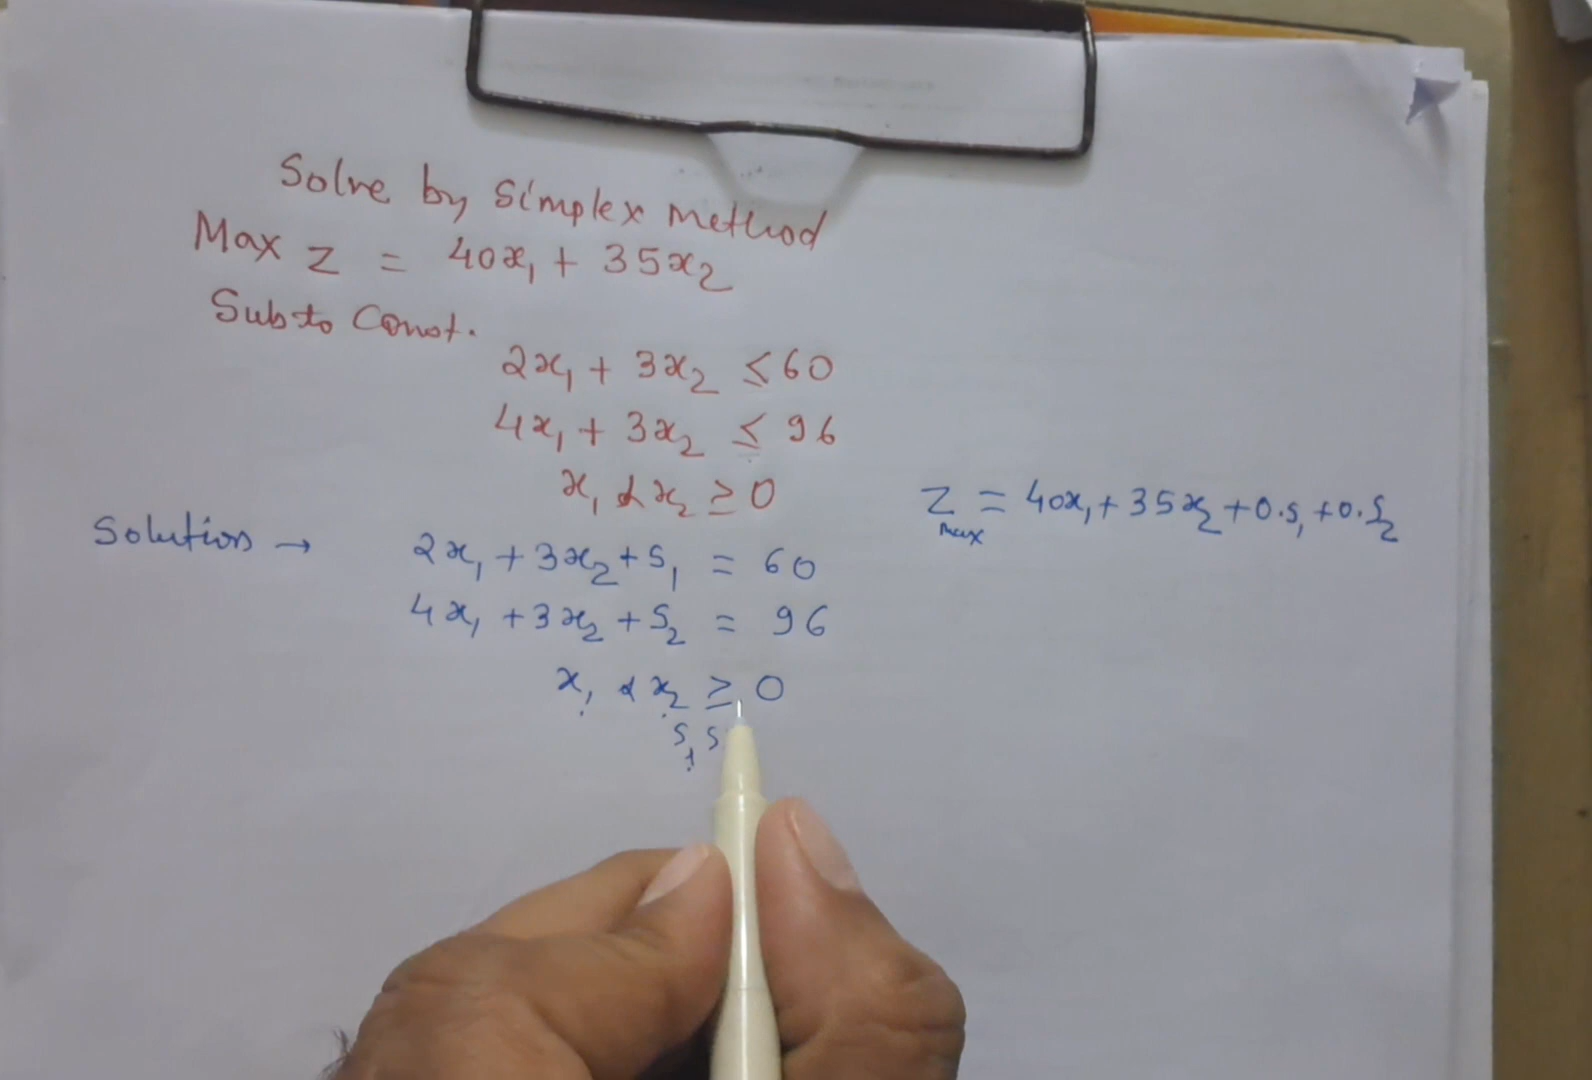 Solve by Simplex method
Max Z = 40x₁ + 35x₂
Sub to Const.
2x₁ + 3x₂ ≤ 60
4x₁ + 3x₂ ≤ 96
x₁ & x₂ ≥ 0
Solution → 2x₁ + 3x₂ + S₁ = 60
4x₁ + 3x₂ + S₂ = 96
x₁ & x₂ ≥ 0
S₁ S
Z max = 40x₁ + 35x₂ + 0.S₁ + 0.S₂